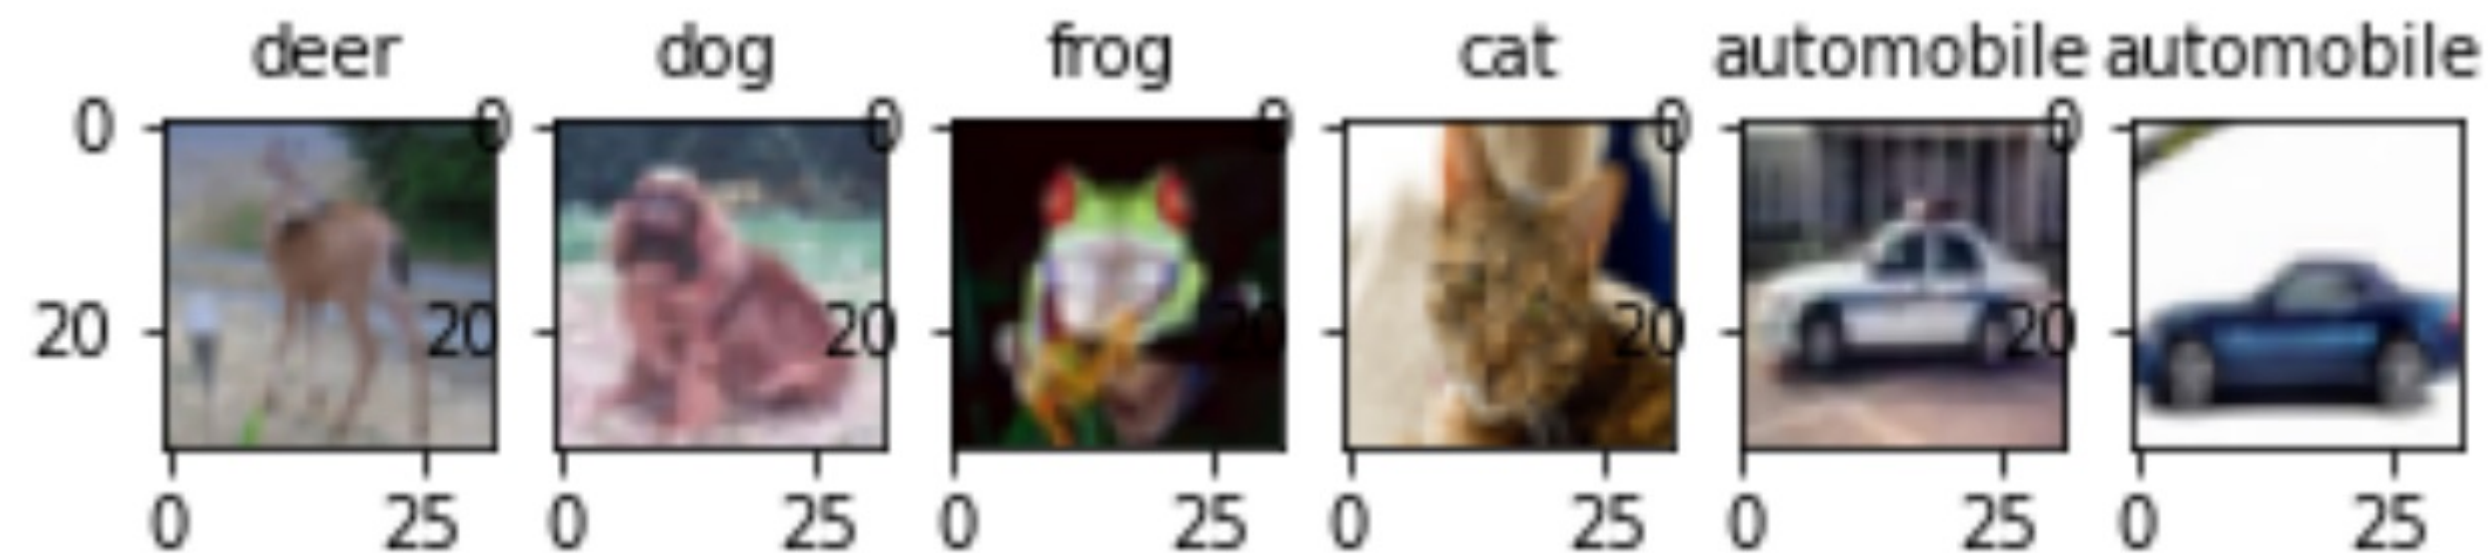 deer dog frog cat automobile automobile
0 0 0 0 0 0
20 20 20 20 20 20
0 25 0 25 0 25 0 25 0 25 0 25